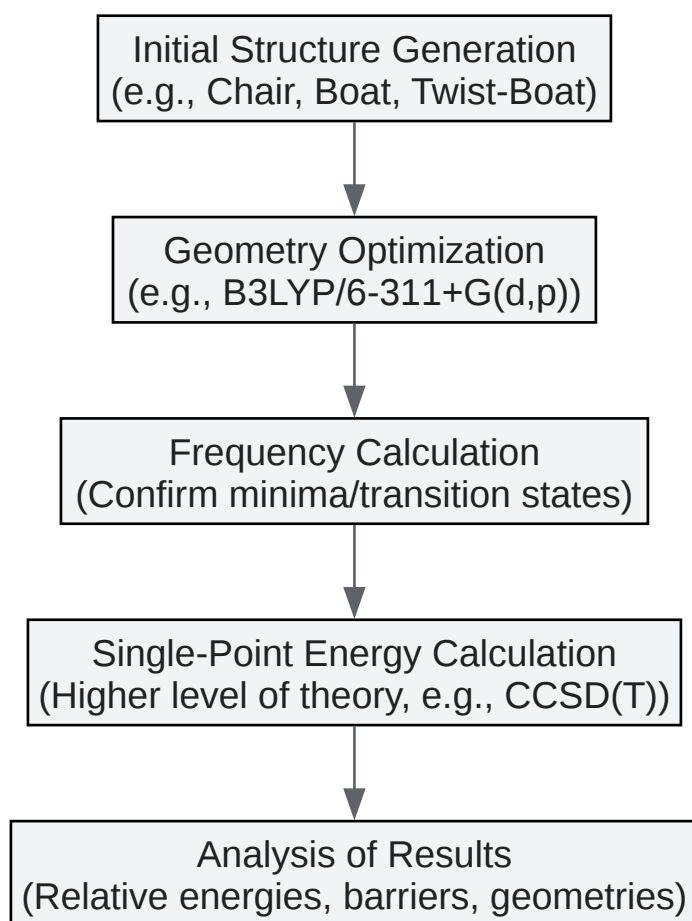 Initial Structure Generation
(e.g., Chair, Boat, Twist-Boat)
Geometry Optimization
(e.g., B3LYP/6-311+G(d,p))
Frequency Calculation
(Confirm minima/transition states)
Single-Point Energy Calculation
(Higher level of theory, e.g., CCSD(T))
Analysis of Results
(Relative energies, barriers, geometries)